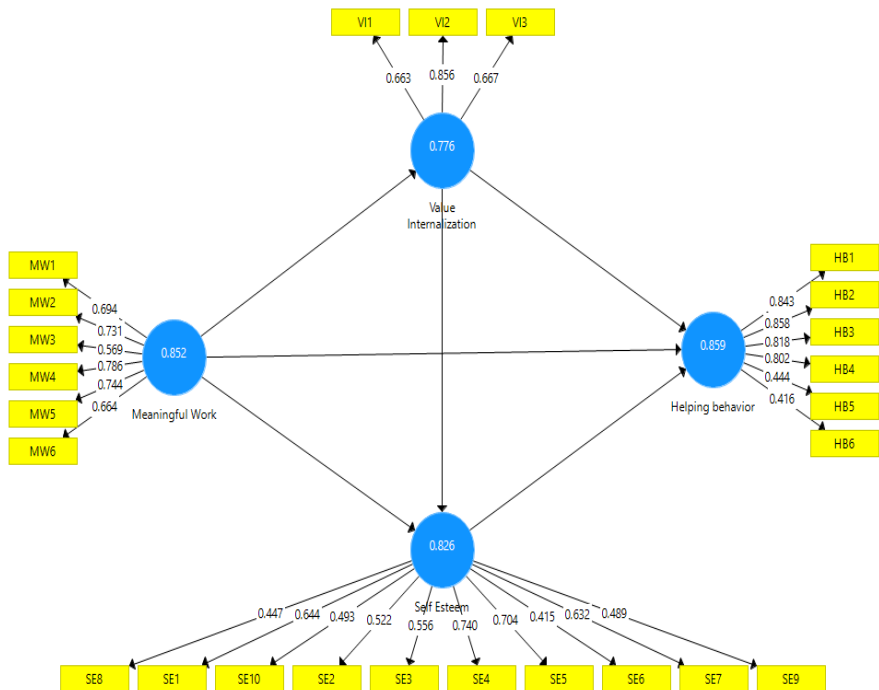 VI1 VI2 VI3
0.663 0.856 0.667
0.776
Value
Internalization
MW1
MW2
MW3
MW4
MW5
MW6
0.694
0.731
0.569
0.786
0.744
0.664
0.852
Meaningful Work
HB1
HB2
HB3
HB4
HB5
HB6
0.843
0.858
0.818
0.802
0.444
0.416
0.859
Helping behavior
0.826
Self Esteem
0.447 0.644 0.493 0.522 0.556 0.740 0.704 0.415 0.632 0.489
SE8 SE1 SE10 SE2 SE3 SE4 SE5 SE6 SE7 SE9